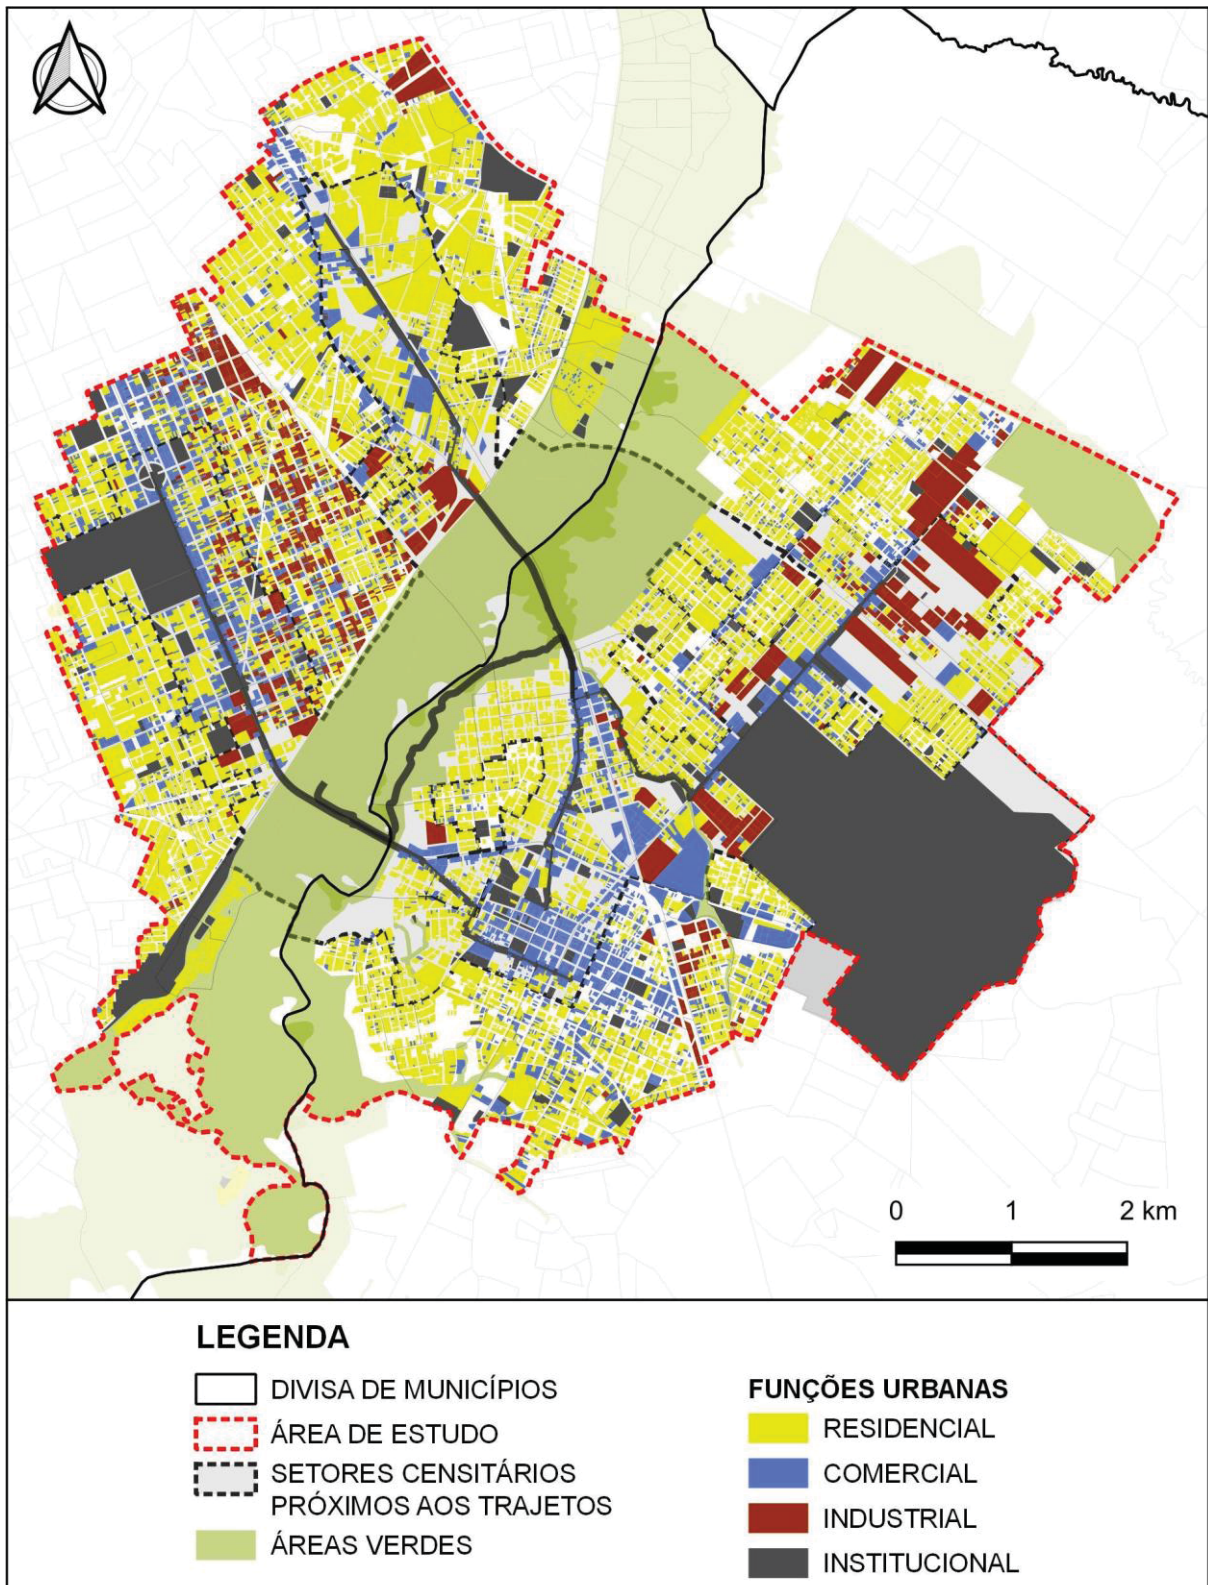 0 1 2 km
LEGENDA
DIVISA DE MUNICÍPIOS
ÁREA DE ESTUDO
SETORES CENSITÁRIOS
PRÓXIMOS AOS TRAJETOS
ÁREAS VERDES
FUNÇÕES URBANAS
RESIDENCIAL
COMERCIAL
INDUSTRIAL
INSTITUCIONAL